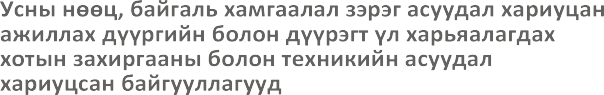 Усны нөөц, байгаль хамгаалал зэрэг асуудал хариуцан
ажиллах дүүргийн болон дүүрэгт үл харьяалагдах
хотын захиргааны болон техникийн асуудал
хариуцсан байгууллагууд